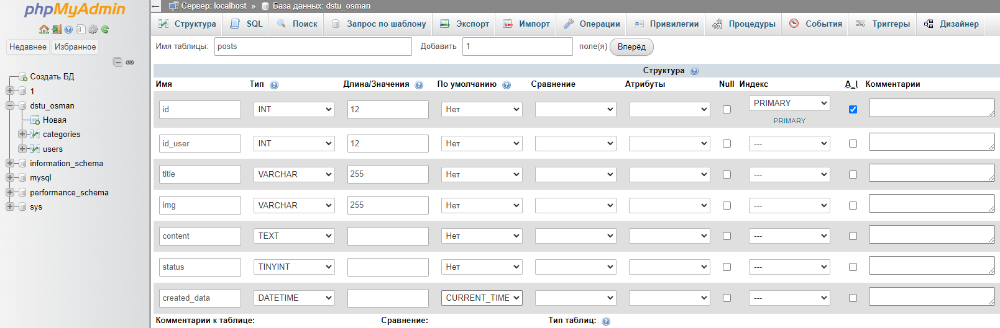 phpMyAdmin
Недавнее Избранное
Создать БД
1
dstu_osman
Новая
categories
users
information_schema
mysql
performance_schema
sys
← Сервер: localhost » База данных: dstu_osman
Структура SQL Поиск Запрос по шаблону Экспорт Импорт Операции Привилегии Процедуры События Триггеры Дизайнер
Имя таблицы: posts Добавить 1 поле(я) Вперёд
Структура
Имя Тип Длина/Значения По умолчанию Сравнение Атрибуты Null Индекс A_I Комментарии
id INT 12 Нет PRIMARY
PRIMARY
id_user INT 12 Нет ---
title VARCHAR 255 Нет ---
img VARCHAR 255 Нет ---
content TEXT Нет ---
status TINYINT Нет ---
created_data DATETIME CURRENT_TIME ---
Комментарии к таблице: Сравнение: Тип таблиц: